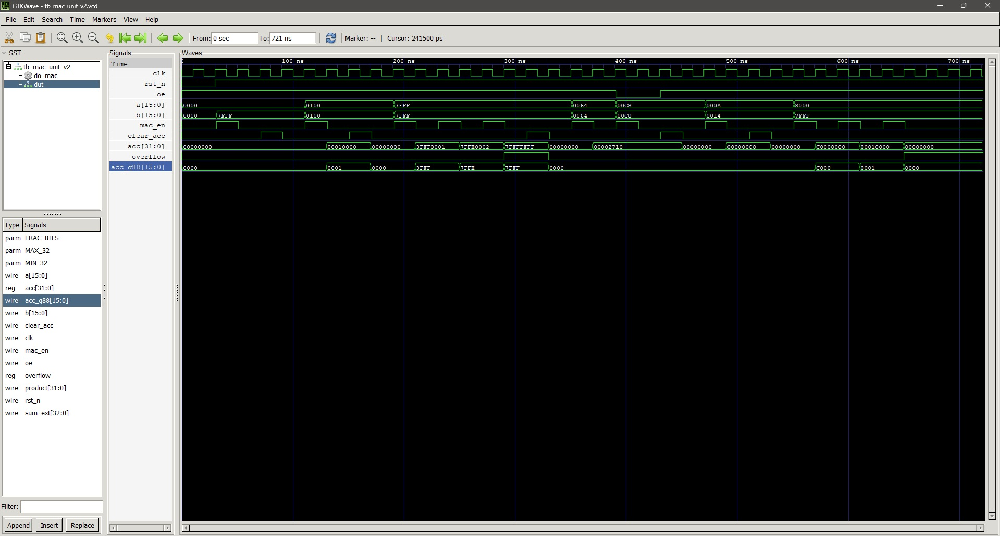 GTKWave - tb_mac_unit_v2.vcd
File Edit Search Time Markers View Help
From: 0 sec To: 721 ns Marker: -- | Cursor: 241500 ps
SST
tb_mac_unit_v2
do_mac
dut
Type Signals
parm FRAC_BITS
parm MAX_32
parm MIN_32
wire a[15:0]
reg acc[31:0]
wire acc_q88[15:0]
wire b[15:0]
wire clear_acc
wire clk
wire mac_en
wire oe
reg overflow
wire product[31:0]
wire rst_n
wire sum_ext[32:0]
Filter:
Append Insert Replace
Signals
Time
clk
rst_n
oe
a[15:0]
b[15:0]
mac_en
clear_acc
acc[31:0]
overflow
acc_q88[15:0]
Waves
100 ns 200 ns 300 ns 400 ns 500 ns 600 ns 700 ns
0000 0100 7FFF 0064 00C8 000A 8000
0000 7FFF 0100 7FFF 0064 00C8 0014 7FFF
00000000 00010000 00000000 3FFF0001 7FFE0002 7FFFFFFF 00000000 00002710 00000000 000000C8 00000000 C0008000 80010000 80000000
0000 0001 0000 3FFF 7FFE 7FFF 0000 C000 8001 8000